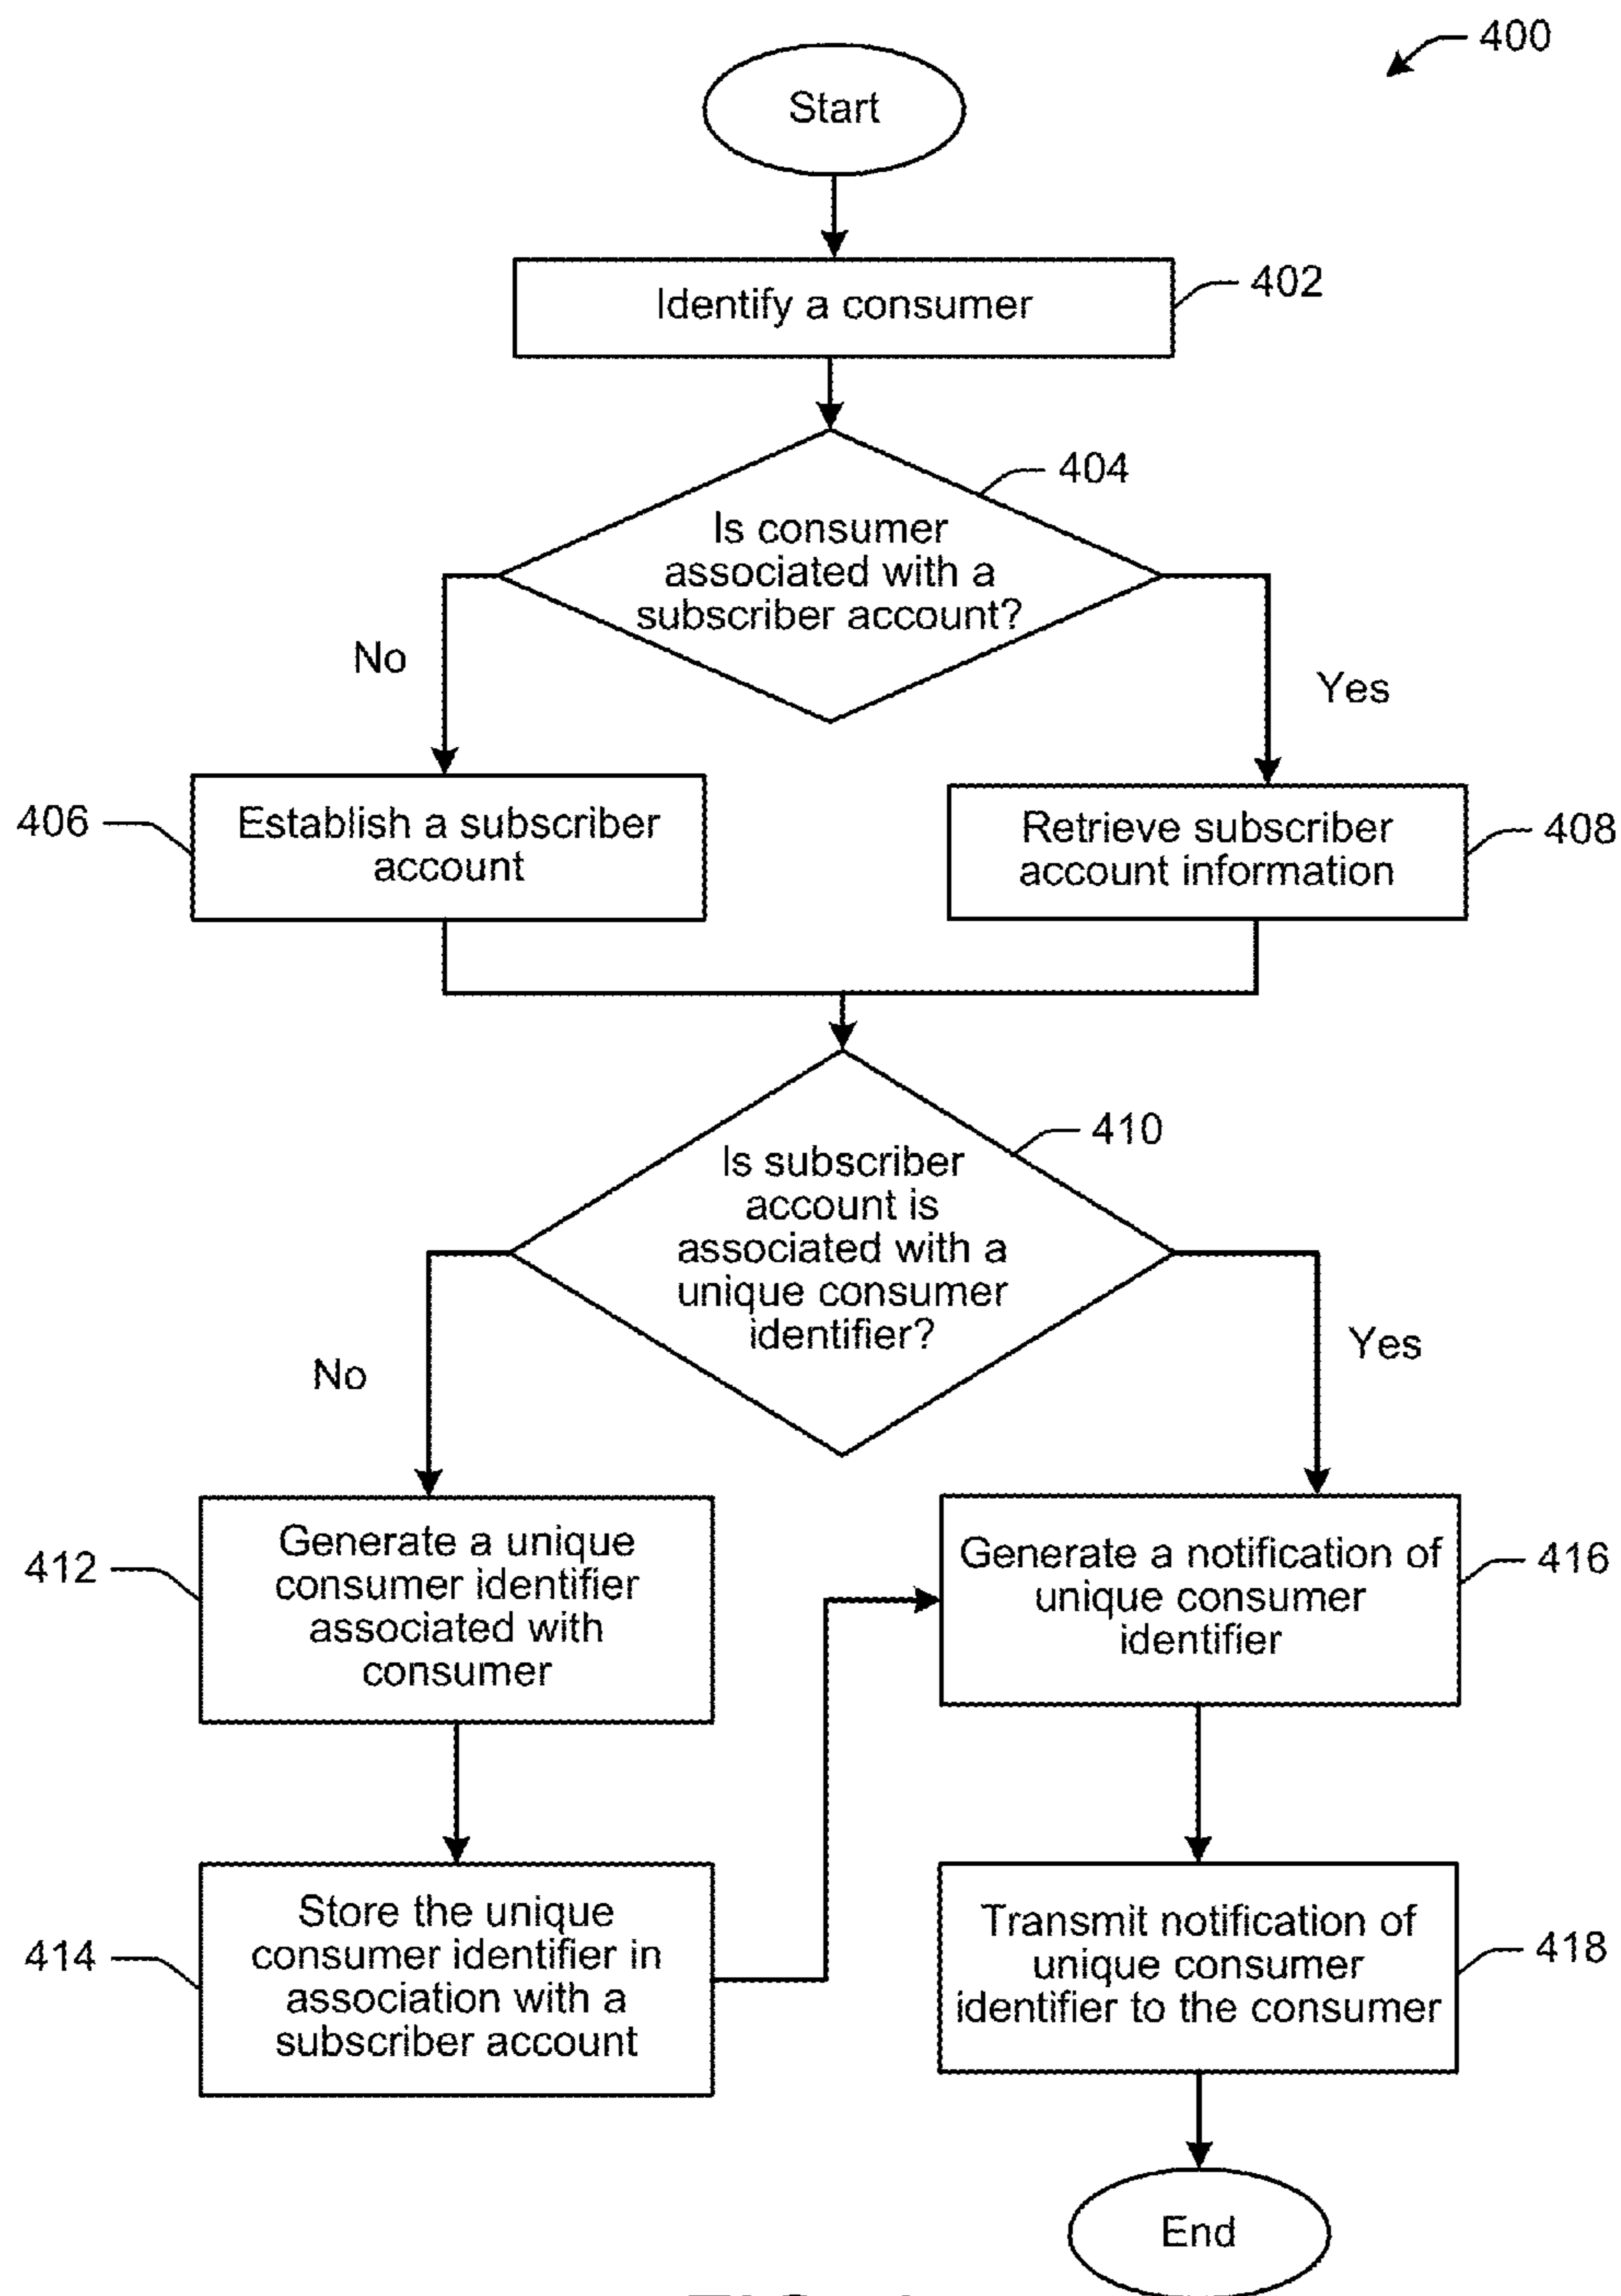 400
Start
Identify a consumer
402
404
Is consumer
associated with a
subscriber account?
No
Yes
406
Establish a subscriber
account
Retrieve subscriber
account information
408
410
Is subscriber
account is
associated with a
unique consumer
identifier?
No
Yes
412
Generate a unique
consumer identifier
associated with
consumer
Generate a notification of
unique consumer
identifier
416
414
Store the unique
consumer identifier in
association with a
subscriber account
Transmit notification of
unique consumer
identifier to the consumer
418
End